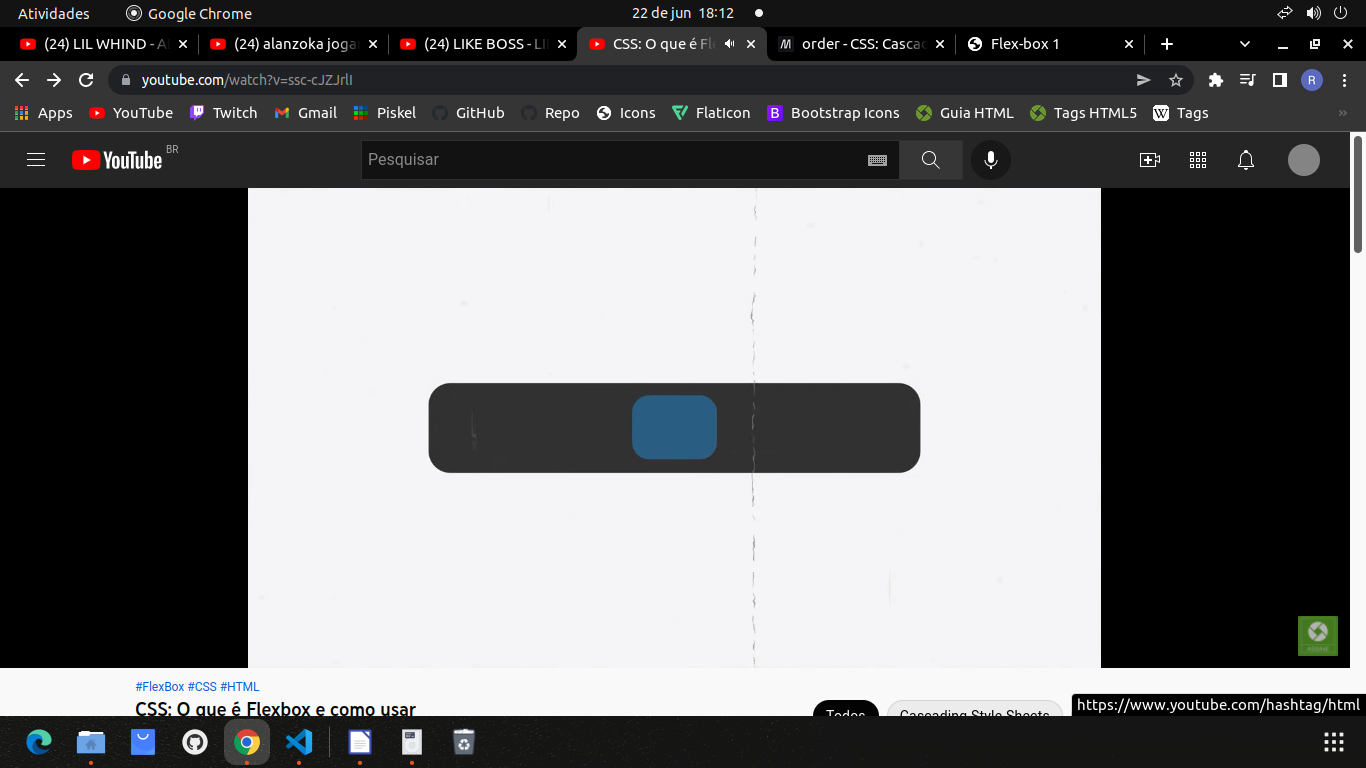 Atividades
Google Chrome
22 de jun 18:12
(24) LIL WHIND - A
(24) alanzoka joga
(24) LIKE BOSS - LI
CSS: O que é Fl
order - CSS: Casca
Flex-box 1
youtube.com/watch?v=ssc-cJZJrlI
R
Apps
YouTube
Twitch
Gmail
Piskel
GitHub
Repo
Icons
FlatIcon
B Bootstrap Icons
Guia HTML
Tags HTML5
W Tags
YouTube BR
Pesquisar
#FlexBox #CSS #HTML
CSS: O que é Flexbox e como usar
Todos
Cascading Style Sheets
https://www.youtube.com/hashtag/html